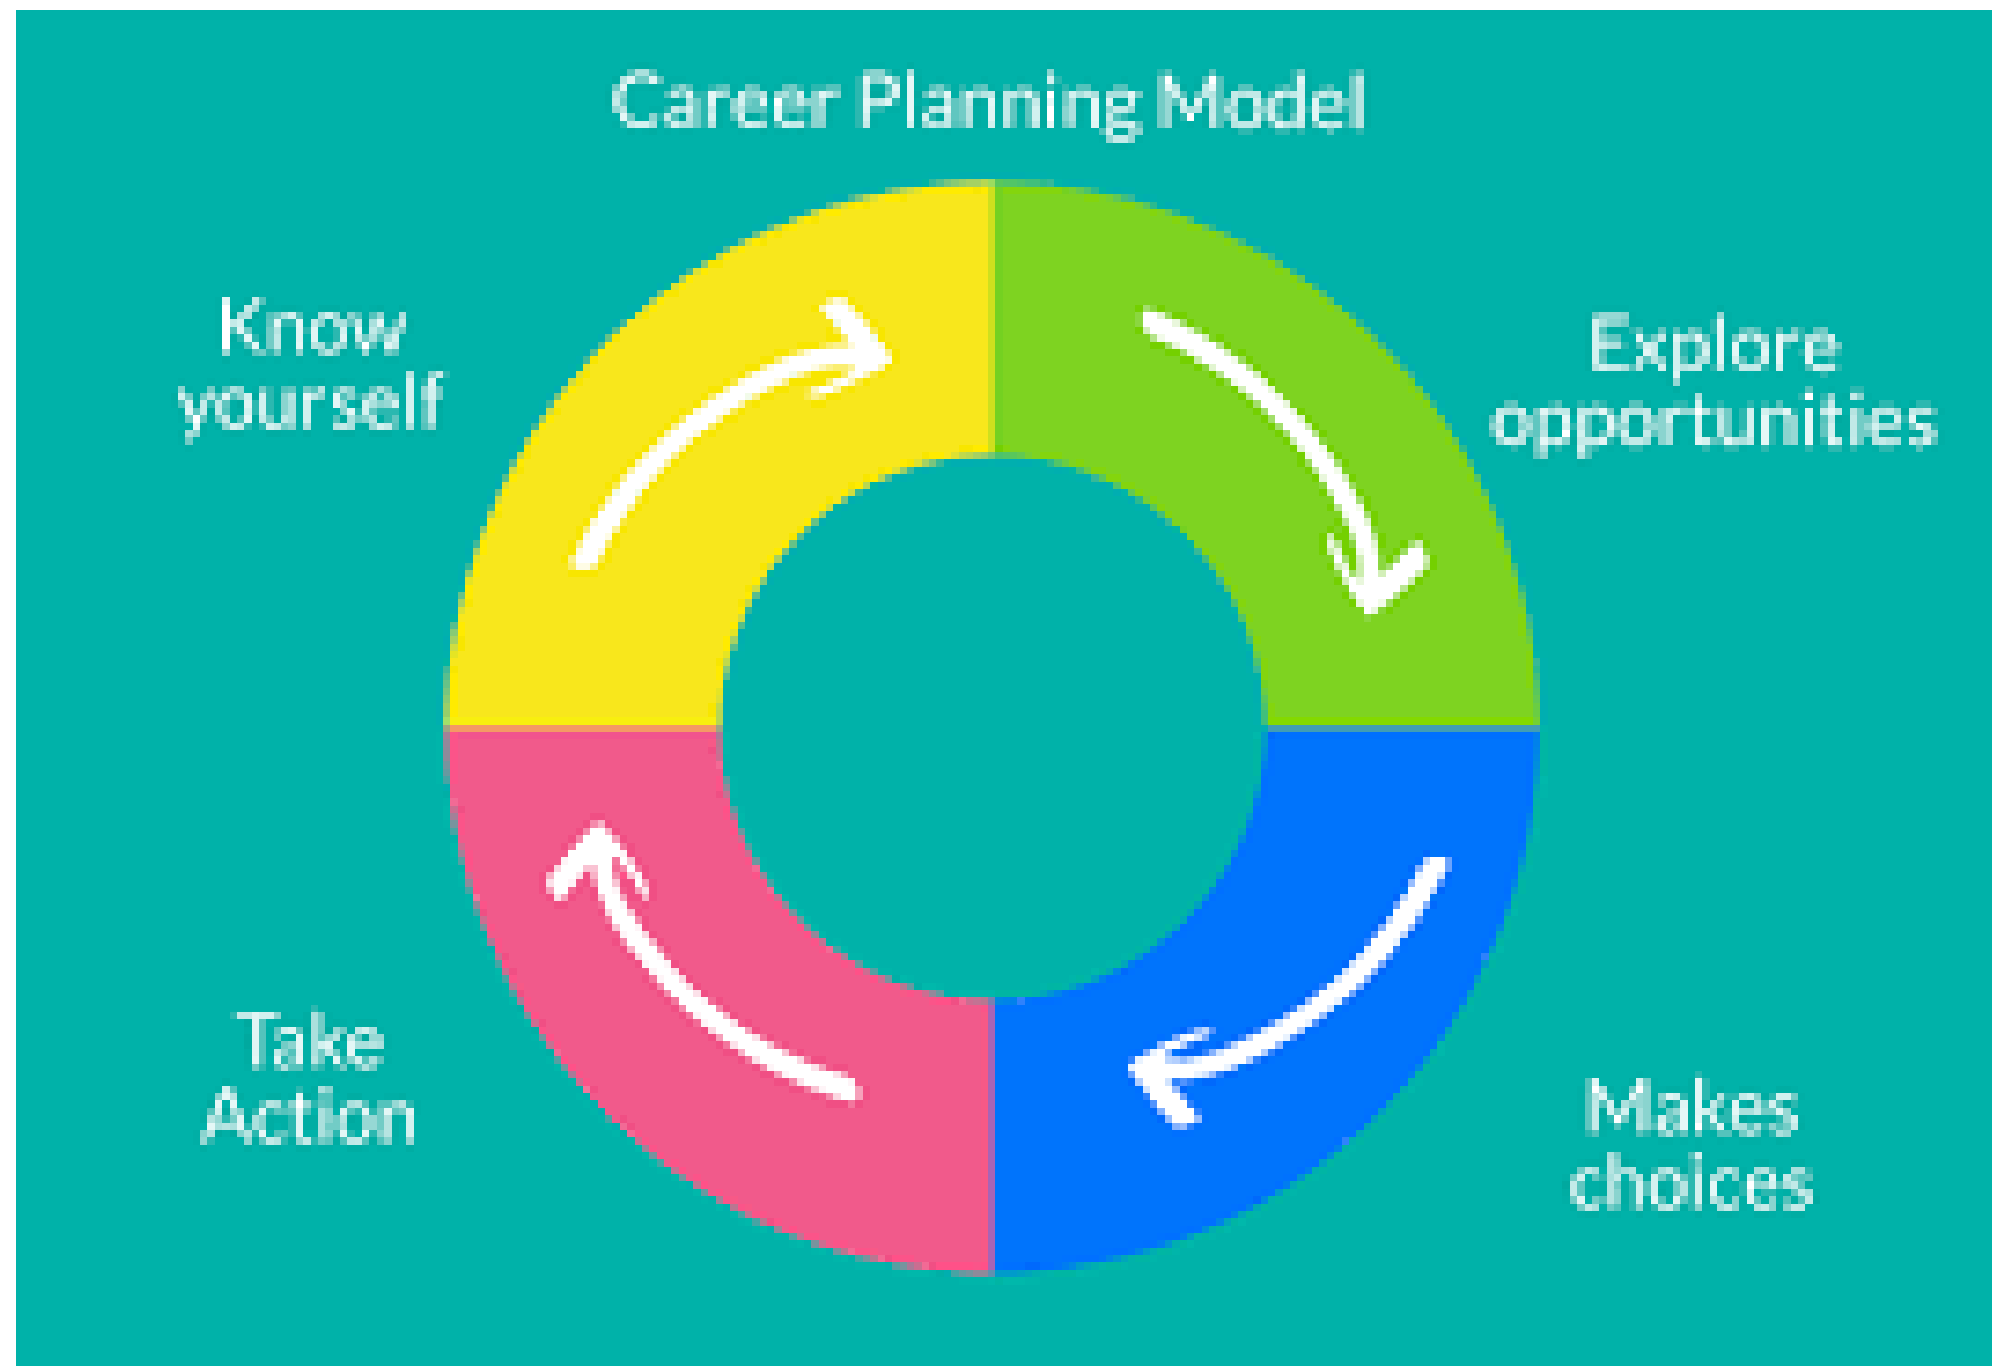 Career Planning Model
Know
yourself
Explore
opportunities
Take
Action
Makes
choices